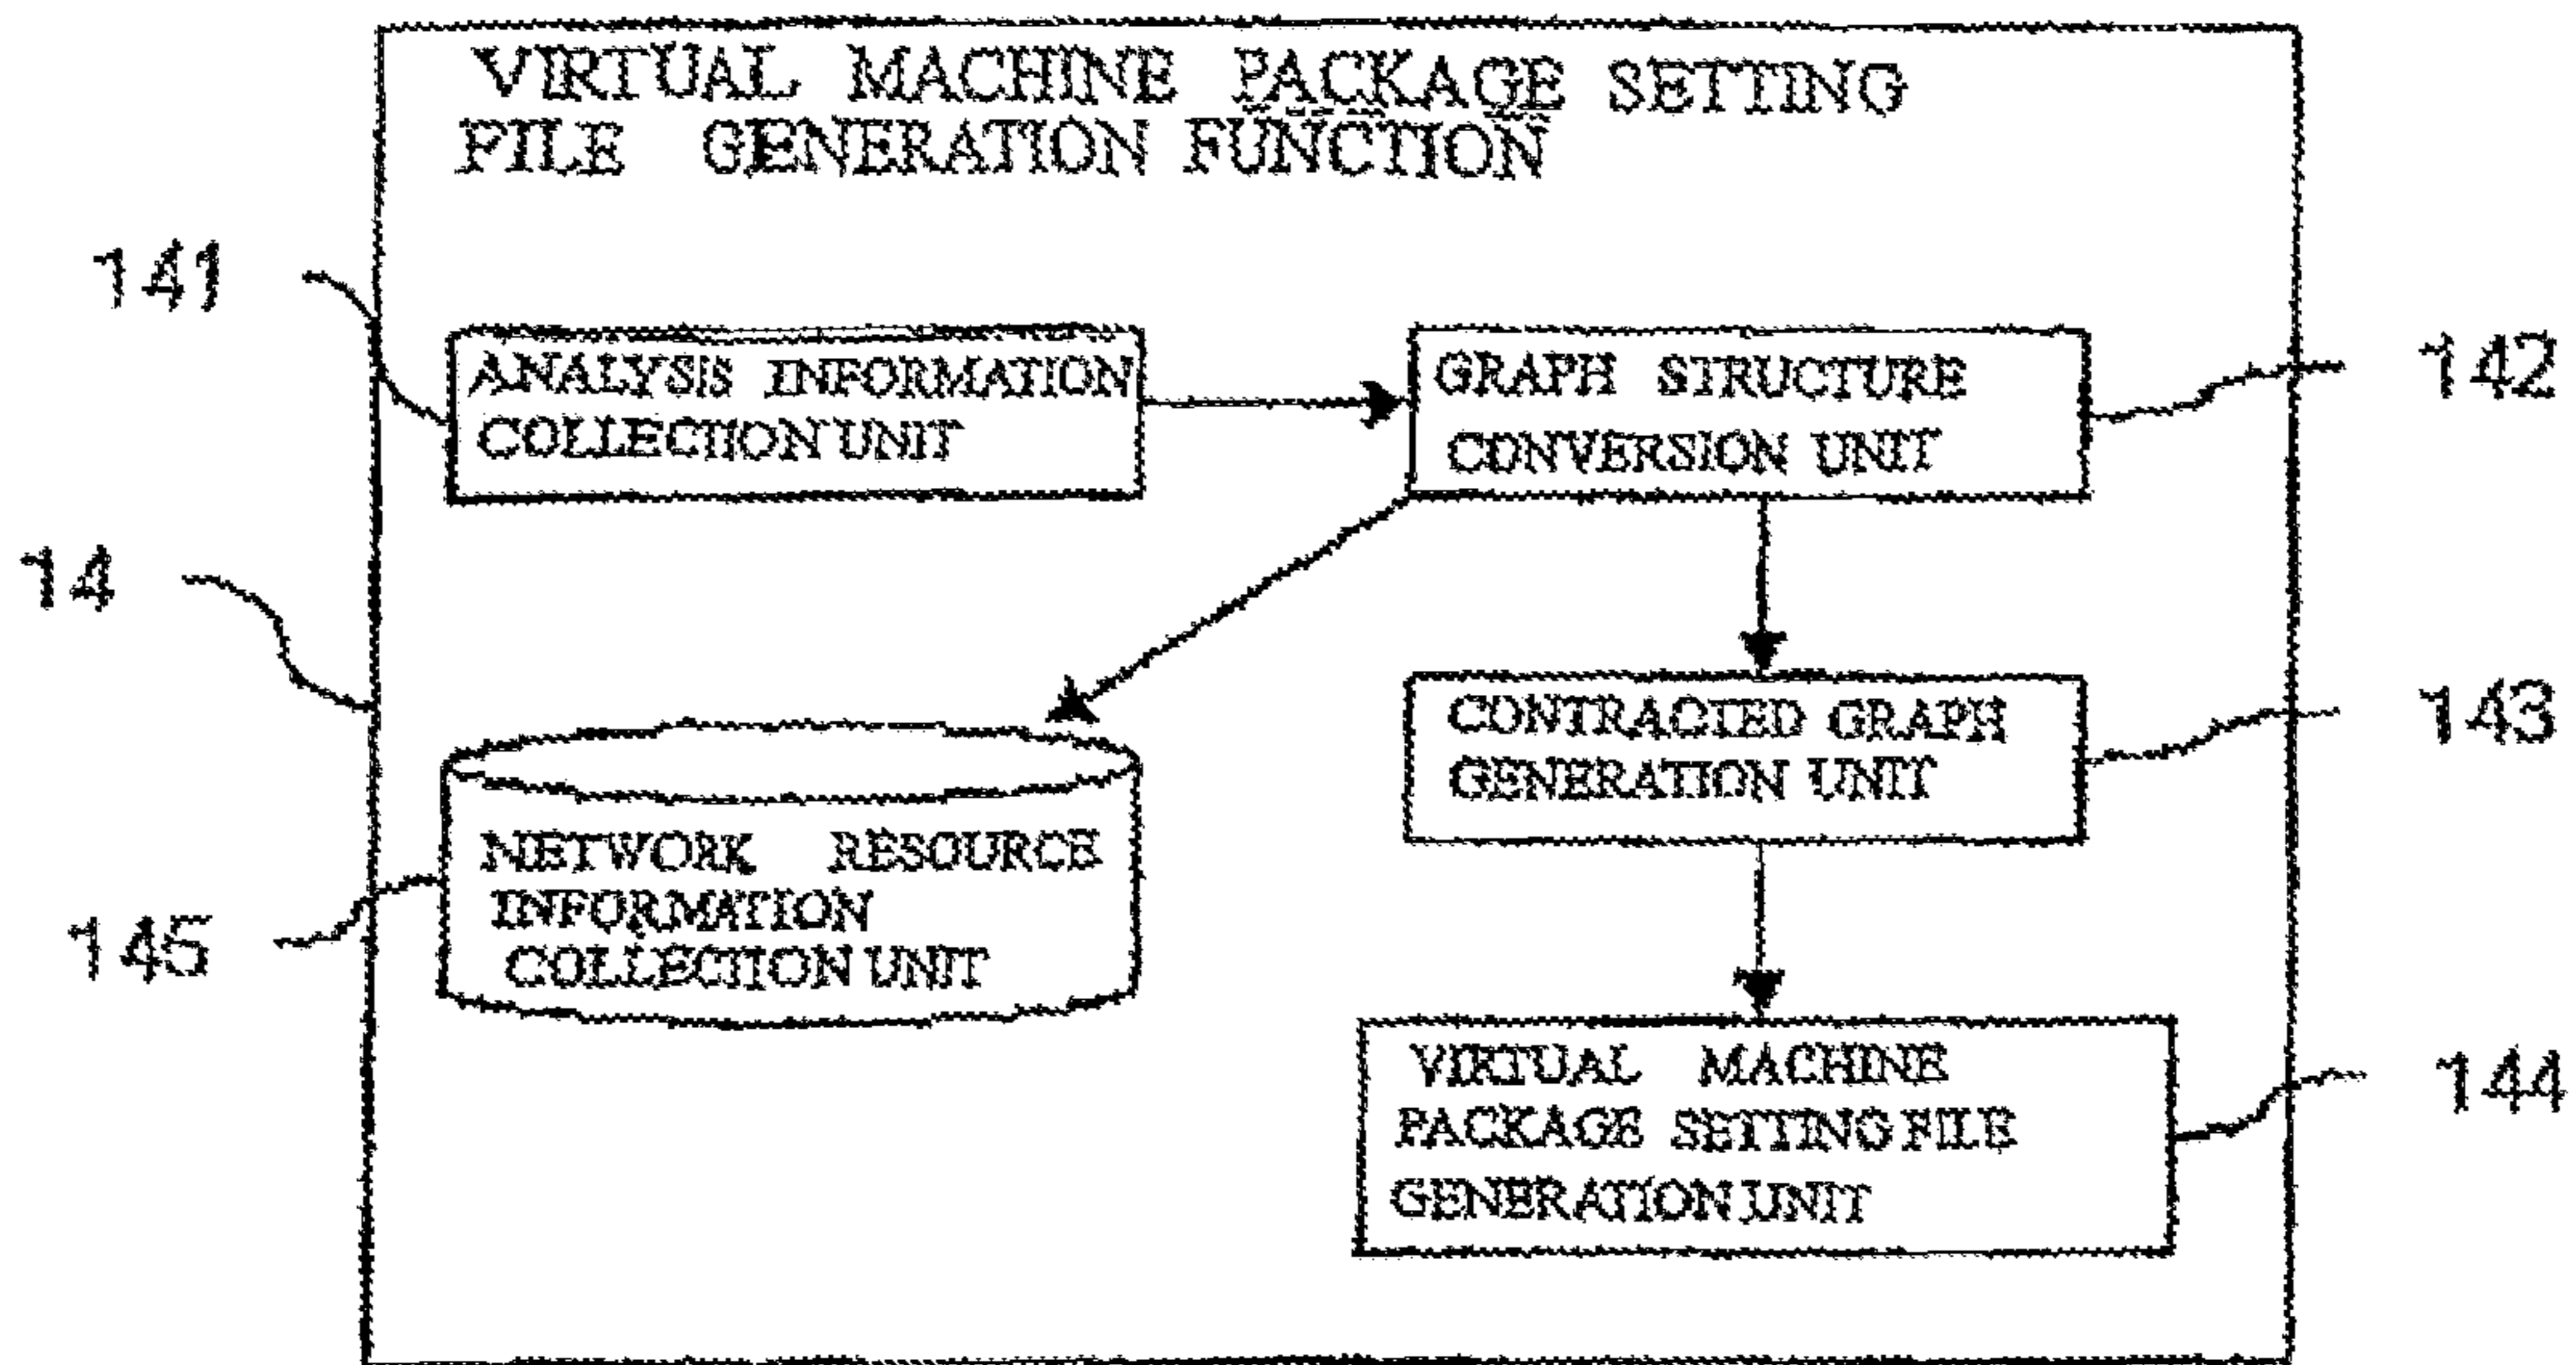 VIRTUAL MACHINE PACKAGE SETTING
FILE GENERATION FUNCTION
141
ANALYSIS INFORMATION
COLLECTION UNIT
GRAPH STRUCTURE
CONVERSION UNIT
142
14
CONTRACTED GRAPH
GENERATION UNIT
143
NETWORK RESOURCE
INFORMATION
COLLECTION UNIT
145
VIRTUAL MACHINE
PACKAGE SETTING FILE
GENERATION UNIT
144